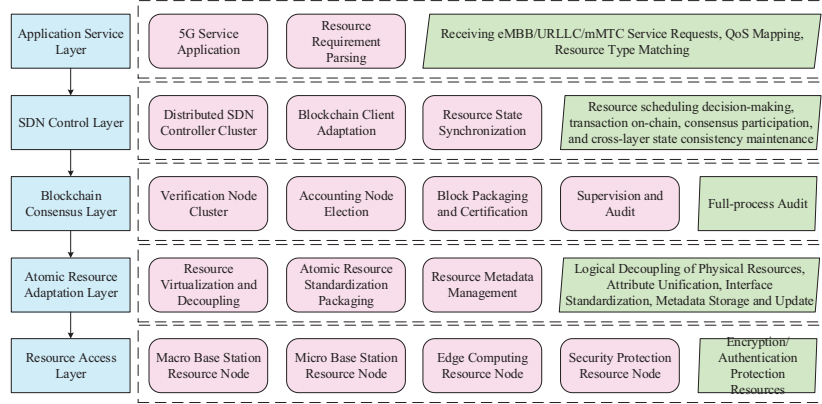 Application Service
Layer
5G Service
Application
Resource
Requirement
Parsing
Receiving eMBB/URLLC/mMTC Service Requests, QoS Mapping,
Resource Type Matching
SDN Control Layer
Distributed SDN
Controller Cluster
Blockchain Client
Adaptation
Resource State
Synchronization
Resource scheduling decision-making,
transaction on-chain, consensus participation,
and cross-layer state consistency maintenance
Blockchain
Consensus Layer
Verification Node
Cluster
Accounting Node
Election
Block Packaging
and Certification
Supervision and
Audit
Full-process Audit
Atomic Resource
Adaptation Layer
Resource
Virtualization and
Decoupling
Atomic Resource
Standardization
Packaging
Resource Metadata
Management
Logical Decoupling of Physical Resources,
Attribute Unification, Interface
Standardization, Metadata Storage and Update
Resource Access
Layer
Macro Base Station
Resource Node
Micro Base Station
Resource Node
Edge Computing
Resource Node
Security Protection
Resource Node
Encryption/
Authentication
Protection
Resources